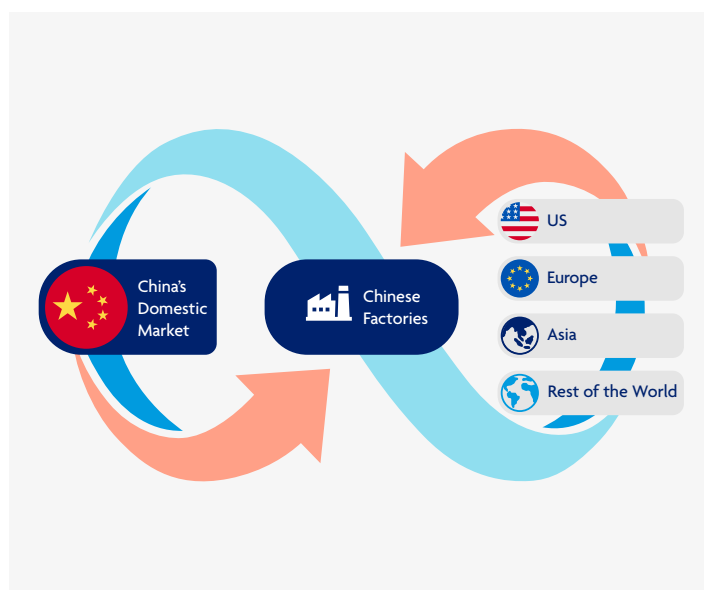 China's
Domestic
Market
Chinese
Factories
US
Europe
Asia
Rest of the World